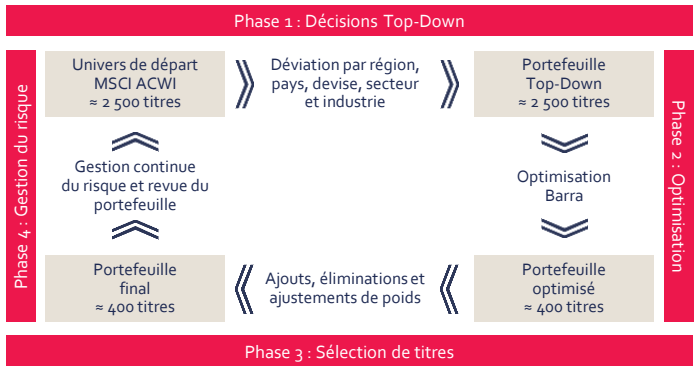 Phase 1 : Décisions Top-Down
Univers de départ
MSCI ACWI
≈ 2 500 titres
Déviation par région,
pays, devise, secteur
et industrie
Portefeuille
Top-Down
≈ 2 500 titres
Phase 2 : Optimisation
Optimisation
Barra
Portefeuille
optimisé
≈ 400 titres
Ajouts, éliminations et
ajustements de poids
Phase 3 : Sélection de titres
Portefeuille
final
≈ 400 titres
Gestion continue
du risque et revue du
portefeuille
Phase 4 : Gestion du risque